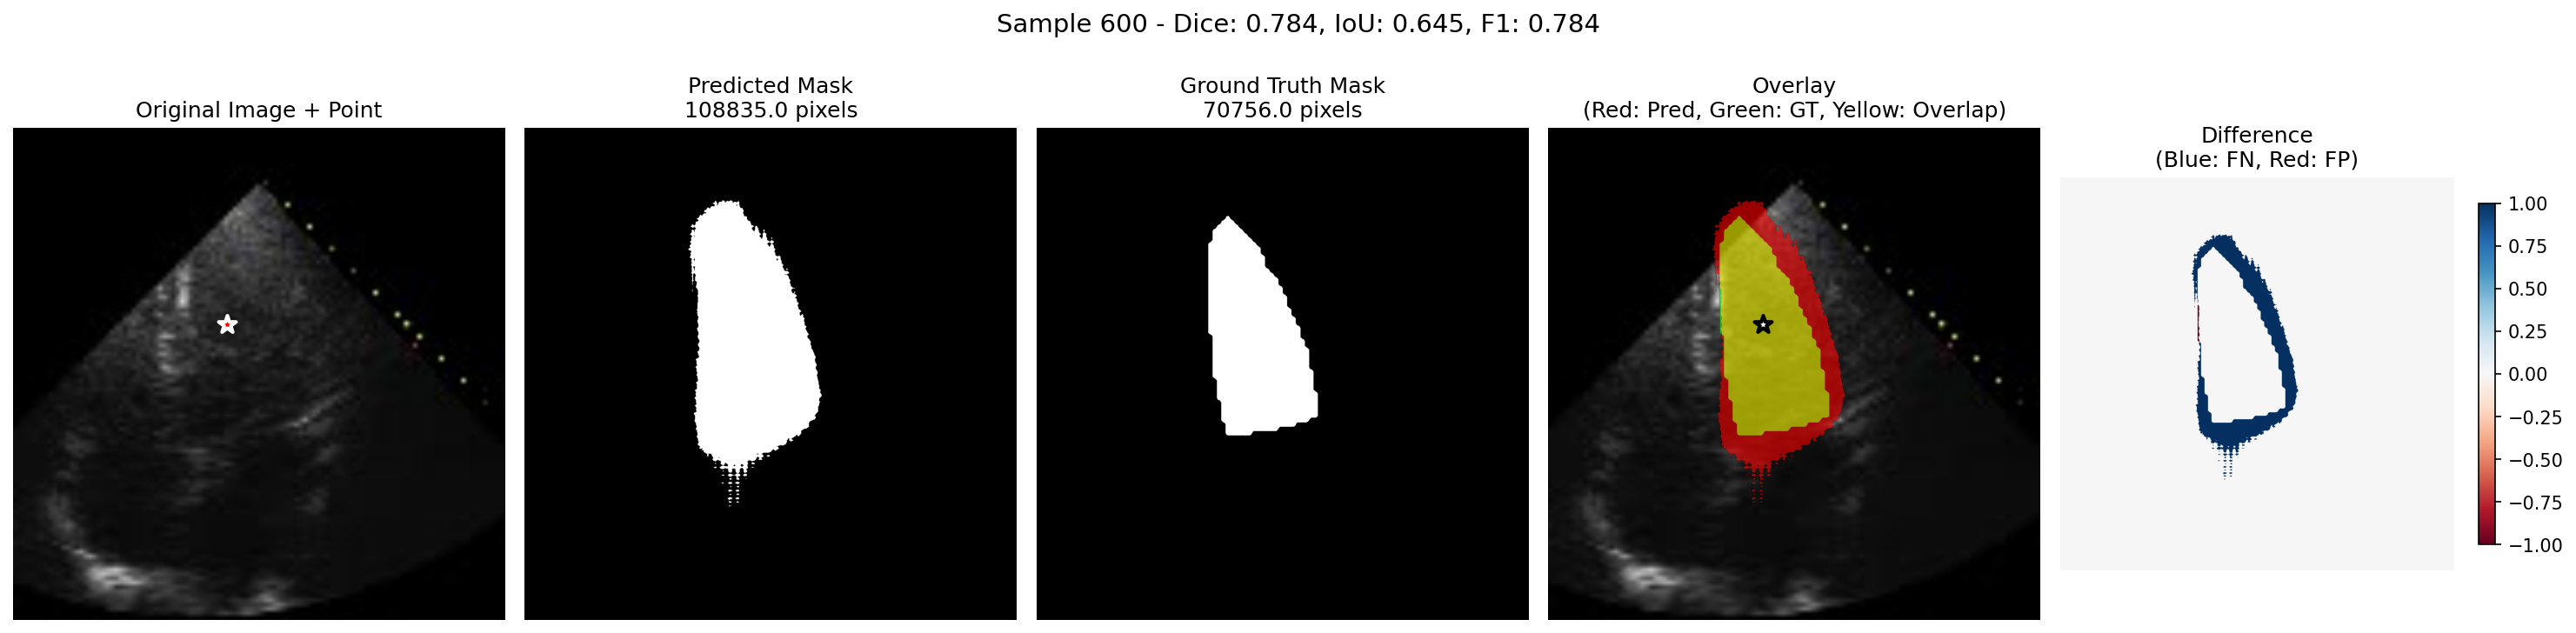 Sample 600 - Dice: 0.784, IoU: 0.645, F1: 0.784
Original Image + Point
Predicted Mask
108835.0 pixels
Ground Truth Mask
70756.0 pixels
Overlay
(Red: Pred, Green: GT, Yellow: Overlap)
Difference
(Blue: FN, Red: FP)
1.00
0.75
0.50
0.25
0.00
−0.25
−0.50
−0.75
−1.00